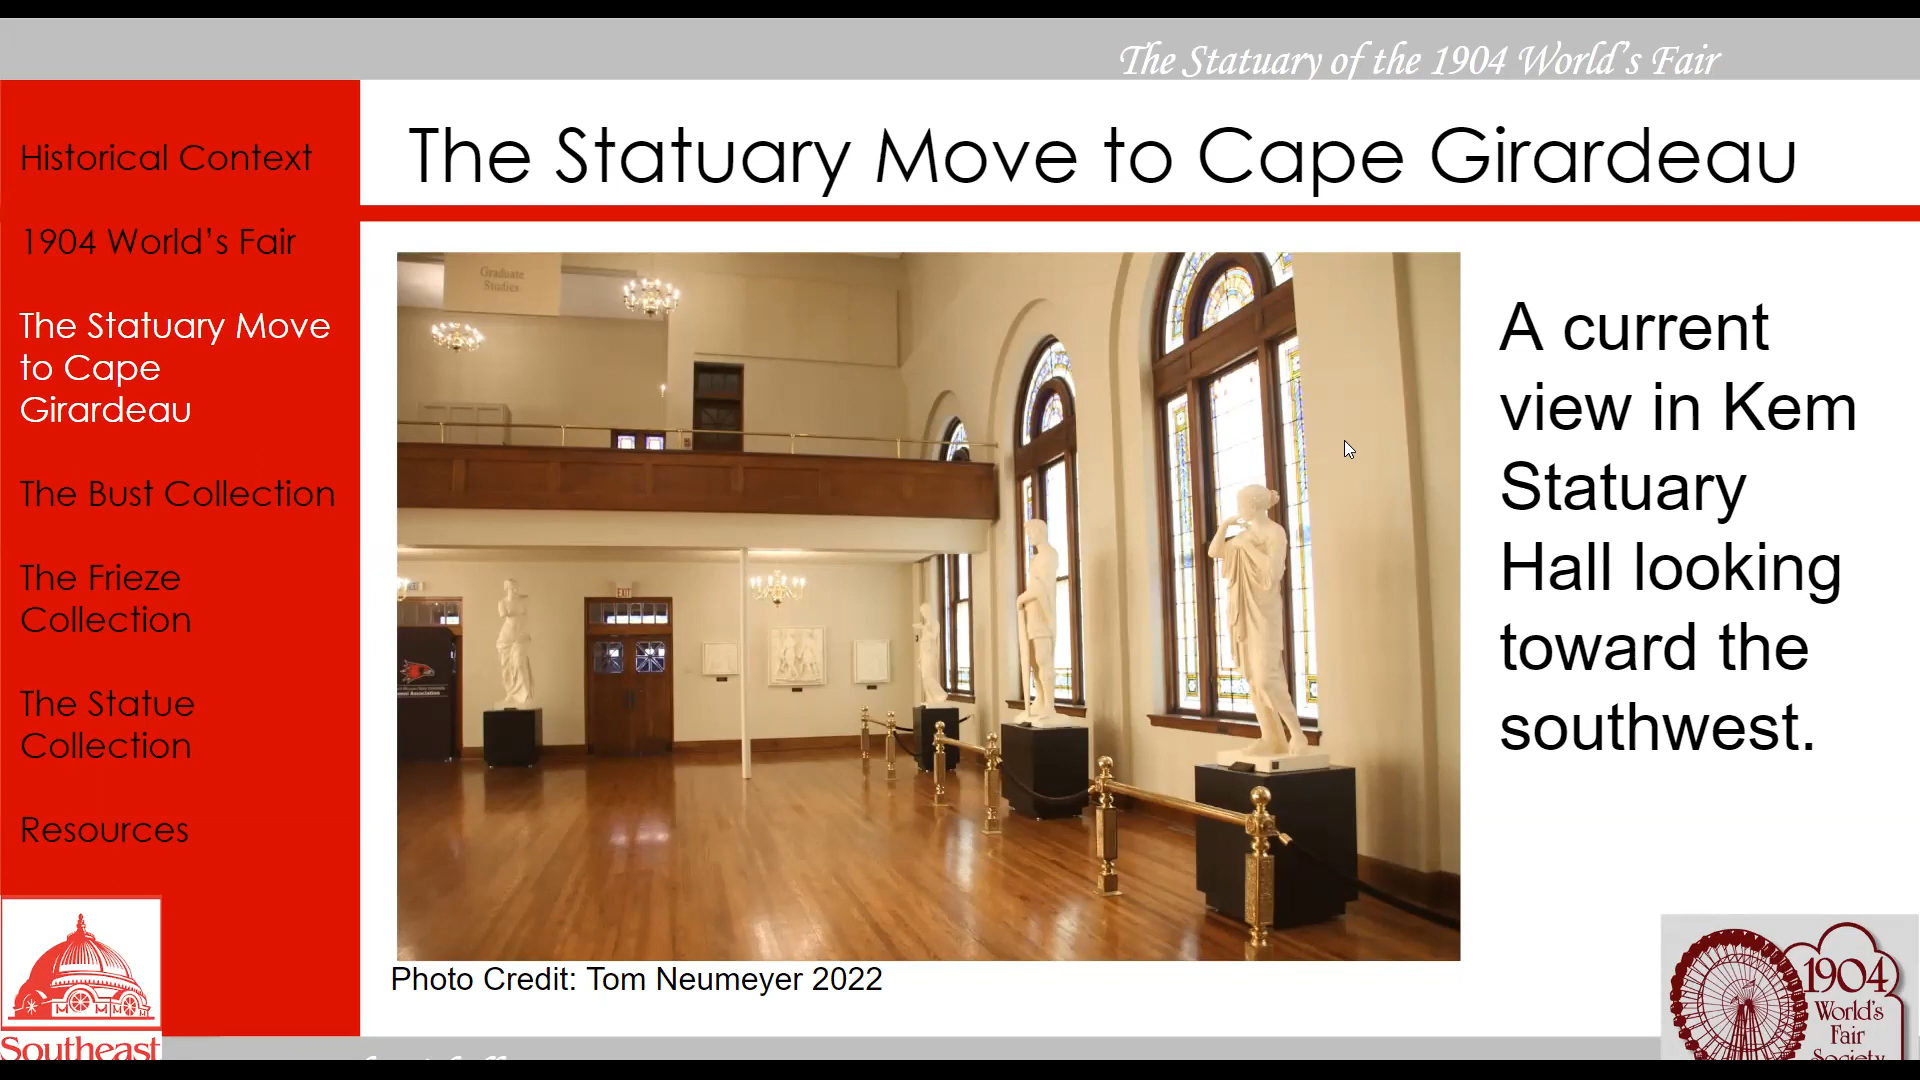 The Statuary of the 1904 World's Fair
The Statuary Move to Cape Girardeau
Historical Context
1904 World's Fair
The Statuary Move
to Cape
Girardeau
The Bust Collection
The Frieze
Collection
The Statue
Collection
Resources
Graduate
Studies
EXIT
A current
view in Kem
Statuary
Hall looking
toward the
southwest.
Photo Credit: Tom Neumeyer 2022
Southeast
1904
World's
Fair
Society